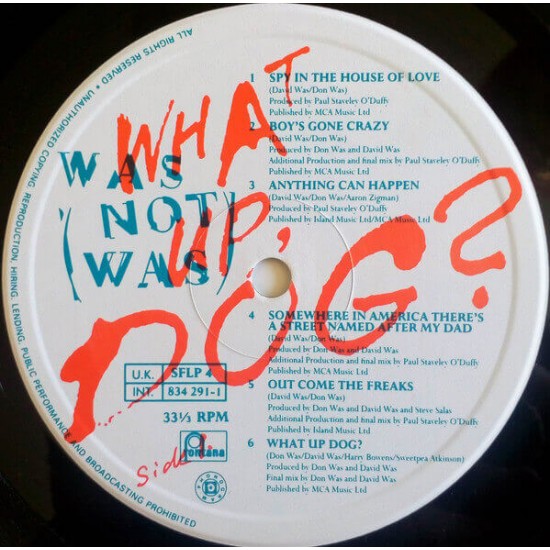 ALL RIGHTS RESERVED • UNAUTHORIZED COPYING REPRODUCTION, HIRING, LENDING, PUBLIC PERFORMANCE AND BROADCASTING PROHIBITED
WHAT
UP,
DOG?
WAS
(NOT)
(WAS)
1 SPY IN THE HOUSE OF LOVE
(David Was/Don Was)
Produced by Paul Staveley O'Duffy
Published by MCA Music Ltd
2 BOY'S GONE CRAZY
(David Was/Don Was)
Produced by Don Was and David Was
Additional Production and final mix by Paul Staveley O'Duffy
Published by MCA Music Ltd
3 ANYTHING CAN HAPPEN
(David Was/Don Was/Aaron Zigman)
Produced by Paul Staveley O'Duffy
Published by Island Music Ltd/MCA Music Ltd
4 SOMEWHERE IN AMERICA THERE'S
A STREET NAMED AFTER MY DAD
(David Was/Don Was)
Produced by Don Was and David Was
Additional Production and final mix by Paul Staveley O'Duffy
Published by MCA Music Ltd
5 OUT COME THE FREAKS
(David Was/Don Was)
Produced by Don Was and David Was and Steve Salas
Additional Production and final mix by Paul Staveley O'Duffy
Published by Island Music Ltd
6 WHAT UP DOG?
(Don Was/David Was/Harry Bowens/Sweetpea Atkinson)
Produced by Don Was and David Was
Final mix by Don Was and David Was
Published by MCA Music Ltd
U.K. SFLP 4
INT. 834 291-1
33⅓ RPM
fontana